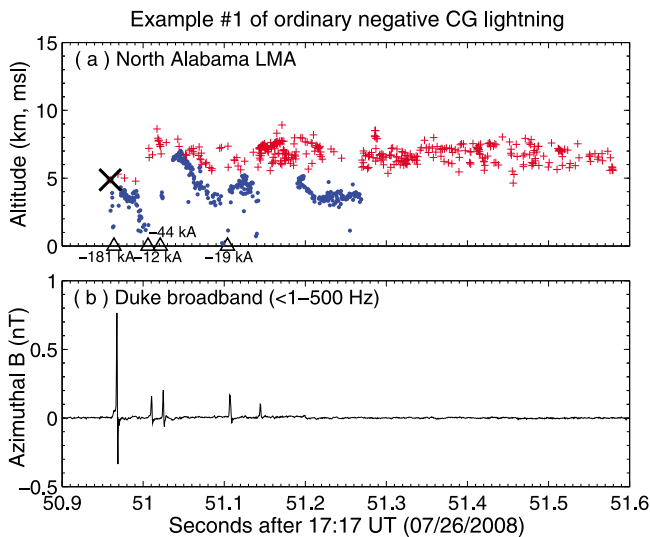 Example #1 of ordinary negative CG lightning
( a ) North Alabama LMA
Altitude (km, msl)
15
10
5
0
−44 kA
−181 kA −12 kA −19 kA
( b ) Duke broadband (<1−500 Hz)
Azimuthal B (nT)
1
0.5
0
−0.5
50.9 51 51.1 51.2 51.3 51.4 51.5 51.6
Seconds after 17:17 UT (07/26/2008)